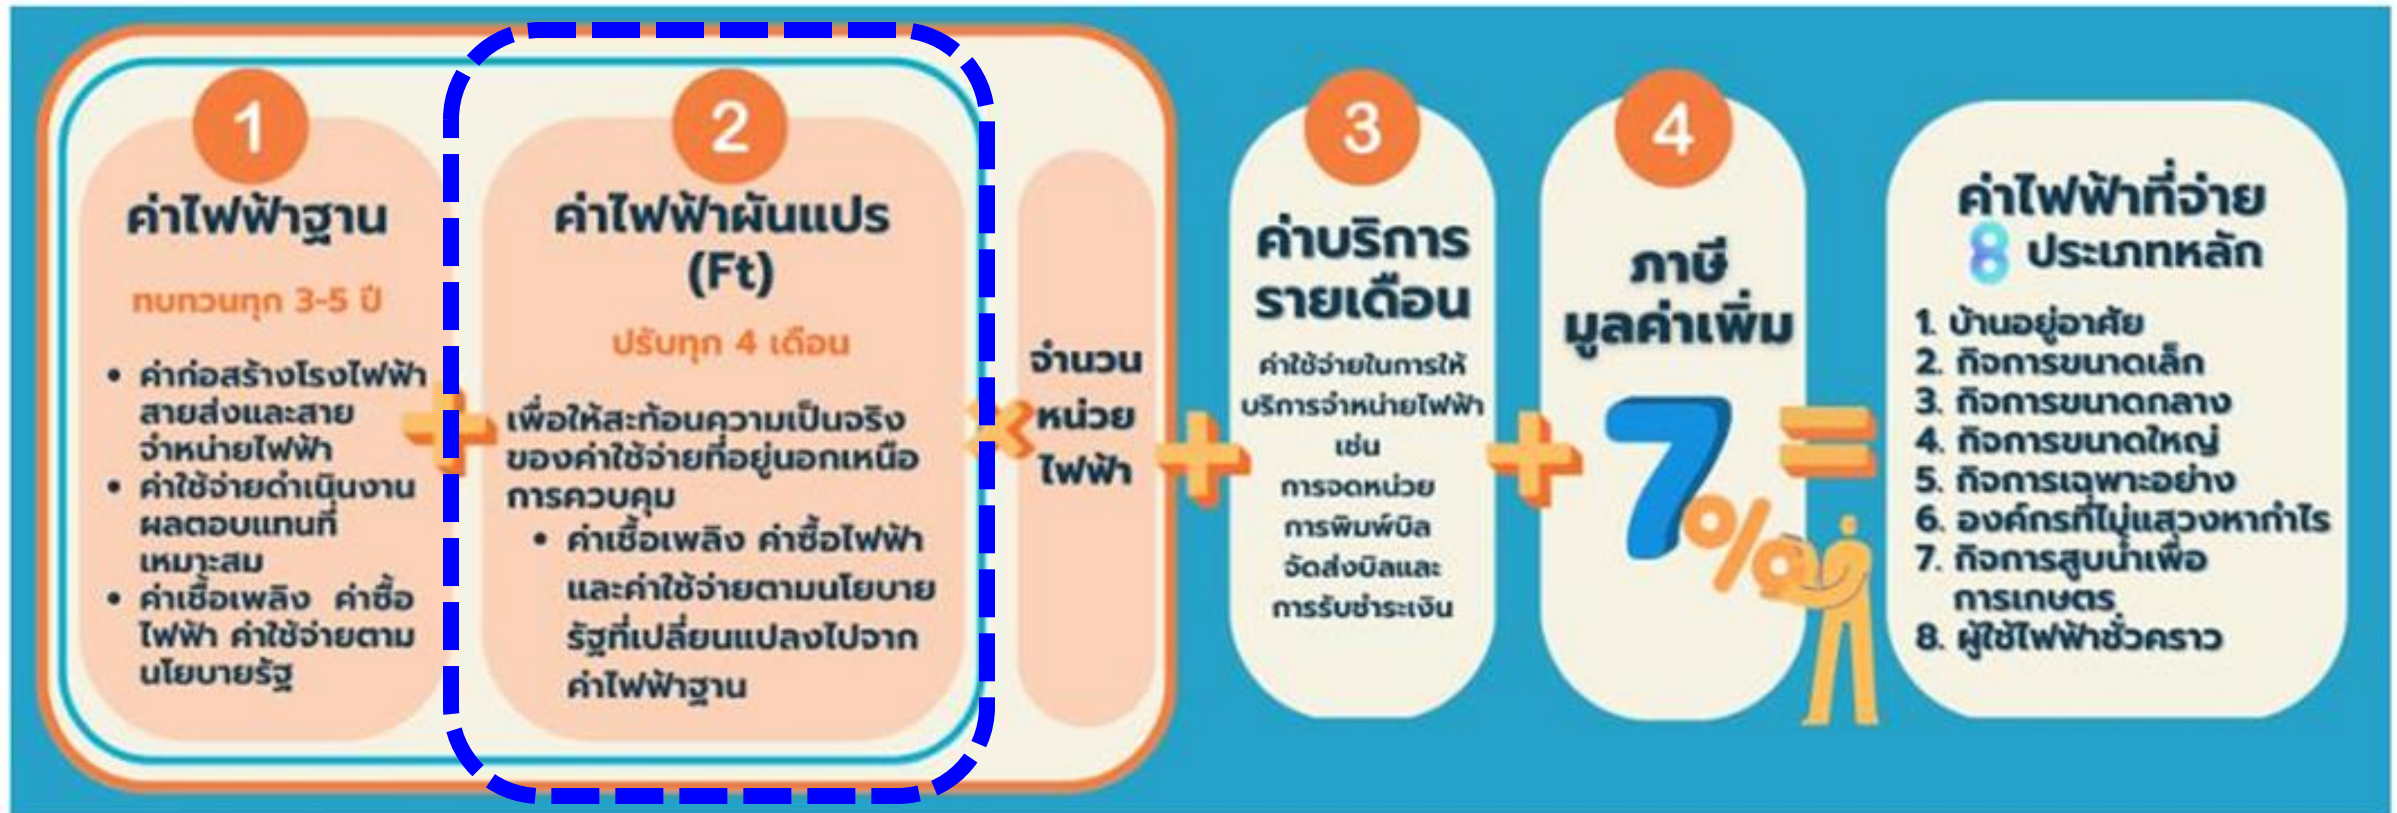 1
ค่าไฟฟ้าฐาน
ทบทวนทุก 3-5 ปี
• ค่าก่อสร้างโรงไฟฟ้า
สายส่งและสาย
จำหน่ายไฟฟ้า
• ค่าใช้จ่ายดำเนินงาน
ผลตอบแทนที่
เหมาะสม
• ค่าเชื้อเพลิง ค่าซื้อ
ไฟฟ้า ค่าใช้จ่ายตาม
นโยบายรัฐ
+
2
ค่าไฟฟ้าผันแปร
(Ft)
ปรับทุก 4 เดือน
เพื่อให้สะท้อนความเป็นจริง
ของค่าใช้จ่ายที่อยู่นอกเหนือ
การควบคุม
• ค่าเชื้อเพลิง ค่าซื้อไฟฟ้า
และค่าใช้จ่ายตามนโยบาย
รัฐที่เปลี่ยนแปลงไปจาก
ค่าไฟฟ้าฐาน
×
จำนวน
หน่วย
ไฟฟ้า
+
3
ค่าบริการ
รายเดือน
ค่าใช้จ่ายในการให้
บริการจำหน่ายไฟฟ้า
เช่น
การจดหน่วย
การพิมพ์บิล
จัดส่งบิลและ
การรับชำระเงิน
+
4
ภาษี
มูลค่าเพิ่ม
7%
=
ค่าไฟฟ้าที่จ่าย
8 ประเภทหลัก
1. บ้านอยู่อาศัย
2. กิจการขนาดเล็ก
3. กิจการขนาดกลาง
4. กิจการขนาดใหญ่
5. กิจการเฉพาะอย่าง
6. องค์กรที่ไม่แสวงหากำไร
7. กิจการสูบน้ำเพื่อ
การเกษตร
8. ผู้ใช้ไฟฟ้าชั่วคราว